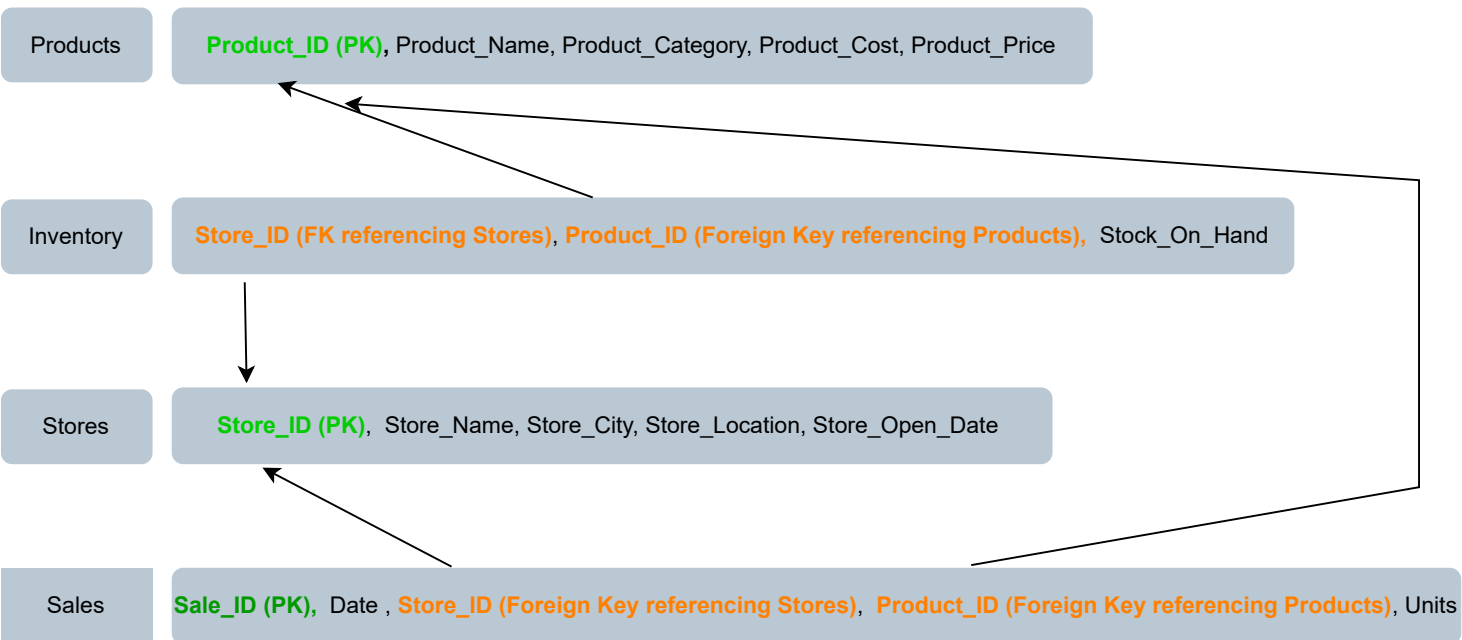 Products
Product_ID (PK), Product_Name, Product_Category, Product_Cost, Product_Price
Inventory
Store_ID (FK referencing Stores), Product_ID (Foreign Key referencing Products), Stock_On_Hand
Stores
Store_ID (PK), Store_Name, Store_City, Store_Location, Store_Open_Date
Sales
Sale_ID (PK), Date , Store_ID (Foreign Key referencing Stores), Product_ID (Foreign Key referencing Products), Units